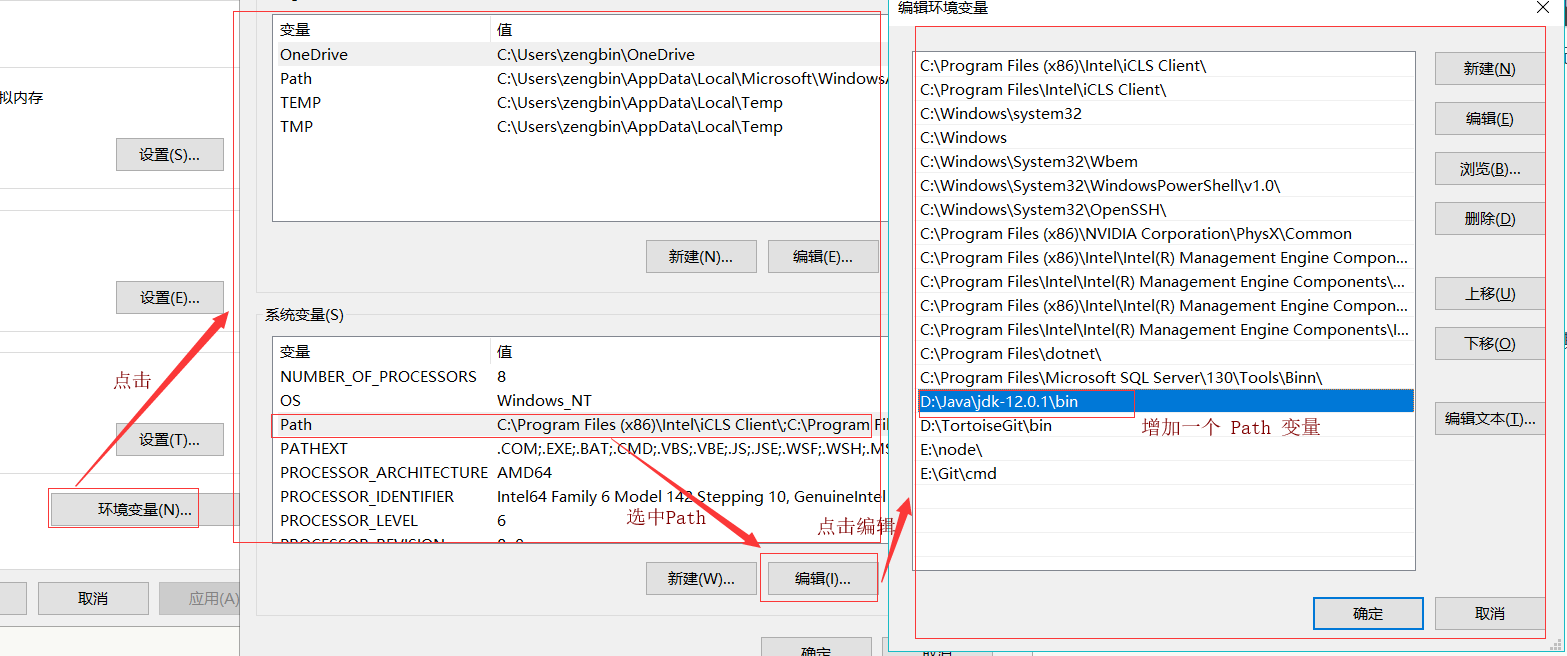 拟内存
设置(S)...
设置(E)...
点击
设置(T)...
环境变量(N)...
取消
应用(A)
变量 值
OneDrive C:\Users\zengbin\OneDrive
Path C:\Users\zengbin\AppData\Local\Microsoft\Windows
TEMP C:\Users\zengbin\AppData\Local\Temp
TMP C:\Users\zengbin\AppData\Local\Temp
新建(N)... 编辑(E)...
系统变量(S)
变量 值
NUMBER_OF_PROCESSORS 8
OS Windows_NT
Path C:\Program Files (x86)\Intel\iCLS Client\;C:\Program Fi
PATHEXT .COM;.EXE;.BAT;.CMD;.VBS;.VBE;.JS;.JSE;.WSF;.WSH;.MS
PROCESSOR_ARCHITECTURE AMD64
PROCESSOR_IDENTIFIER Intel64 Family 6 Model 142 Stepping 10, GenuineIntel
PROCESSOR_LEVEL 6
PROCESSOR_REVISION
选中Path
点击编辑
新建(W)... 编辑(I)...
确定 取消
编辑环境变量
C:\Program Files (x86)\Intel\iCLS Client\
C:\Program Files\Intel\iCLS Client\
C:\Windows\system32
C:\Windows
C:\Windows\System32\Wbem
C:\Windows\System32\WindowsPowerShell\v1.0\
C:\Windows\System32\OpenSSH\
C:\Program Files (x86)\NVIDIA Corporation\PhysX\Common
C:\Program Files (x86)\Intel\Intel(R) Management Engine Compon...
C:\Program Files\Intel\Intel(R) Management Engine Components\...
C:\Program Files (x86)\Intel\Intel(R) Management Engine Compon...
C:\Program Files\Intel\Intel(R) Management Engine Components\I...
C:\Program Files\dotnet\
C:\Program Files\Microsoft SQL Server\130\Tools\Binn\
D:\Java\jdk-12.0.1\bin
D:\TortoiseGit\bin
增加一个 Path 变量
E:\node\
E:\Git\cmd
新建(N)
编辑(E)
浏览(B)...
删除(D)
上移(U)
下移(O)
编辑文本(T)...
确定 取消